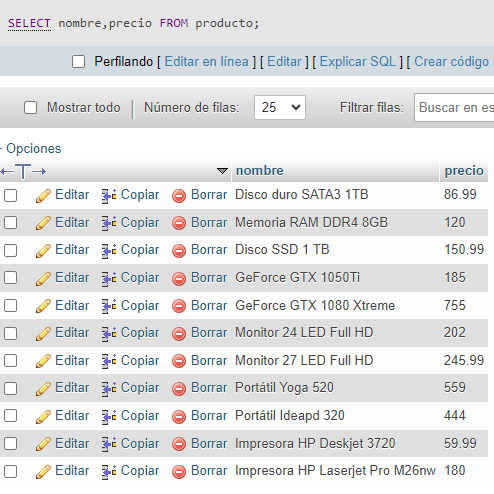 SELECT nombre,precio FROM producto;
Perfilando [ Editar en línea ] [ Editar ] [ Explicar SQL ] [ Crear código
Mostrar todo | Número de filas: 25 Filtrar filas: Buscar en es
Opciones
nombre precio
Editar Copiar Borrar Disco duro SATA3 1TB 86.99
Editar Copiar Borrar Memoria RAM DDR4 8GB 120
Editar Copiar Borrar Disco SSD 1 TB 150.99
Editar Copiar Borrar GeForce GTX 1050Ti 185
Editar Copiar Borrar GeForce GTX 1080 Xtreme 755
Editar Copiar Borrar Monitor 24 LED Full HD 202
Editar Copiar Borrar Monitor 27 LED Full HD 245.99
Editar Copiar Borrar Portátil Yoga 520 559
Editar Copiar Borrar Portátil Ideapd 320 444
Editar Copiar Borrar Impresora HP Deskjet 3720 59.99
Editar Copiar Borrar Impresora HP Laserjet Pro M26nw 180